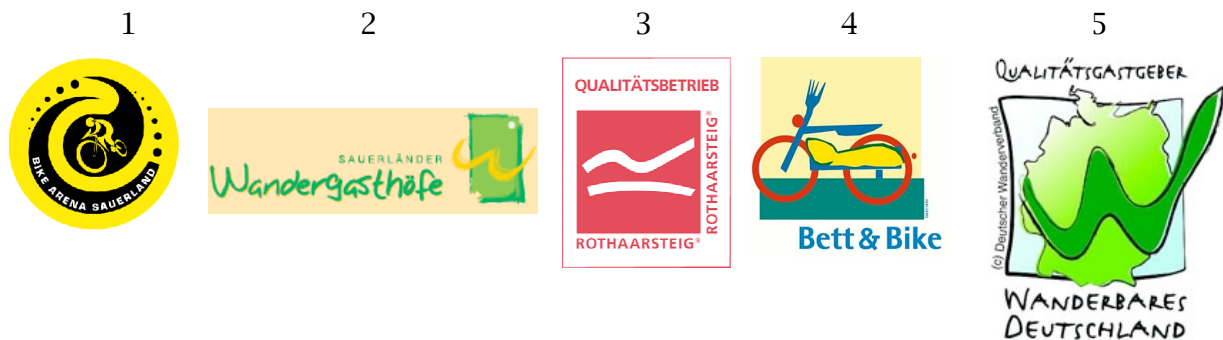 1
2
3
4
5
BIKE ARENA SAUERLAND
SAUERLÄNDER
Wandergasthöfe
QUALITÄTSBETRIEB
ROTHAARSTEIG®
ROTHAARSTEIG®
Bett & Bike
QUALITÄTSGASTGEBER
(c) Deutscher Wanderverband
WANDERBARES
DEUTSCHLAND